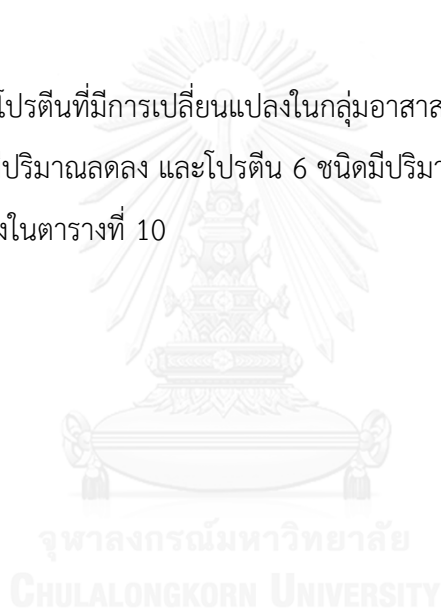 โปรตีนที่มีการเปลี่ยนแปลงในกลุ่มอาสาส
ปริมาณลดลง และโปรตีน 6 ชนิดมีปริมา
งในตารางที่ 10
จุฬาลงกรณ์มหาวิทยาลัย
CHULALONGKORN UNIVERSITY